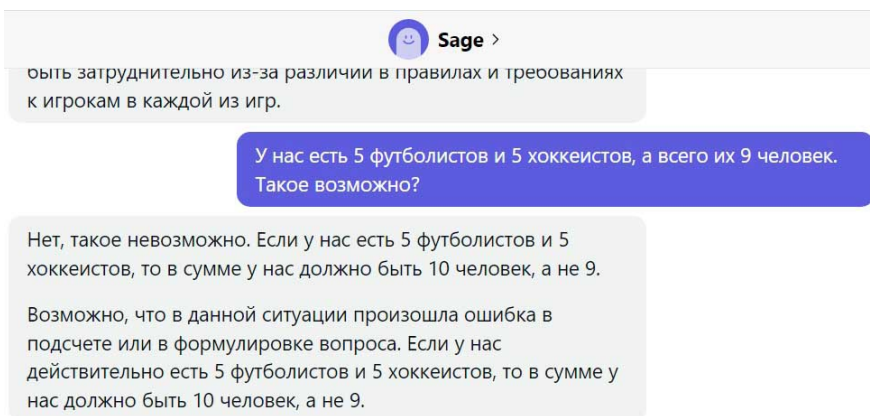 Sage >
быть затруднительно из-за различий в правилах и требованиях
к игрокам в каждой из игр.
У нас есть 5 футболистов и 5 хоккеистов, а всего их 9 человек.
Такое возможно?
Нет, такое невозможно. Если у нас есть 5 футболистов и 5
хоккеистов, то в сумме у нас должно быть 10 человек, а не 9.
Возможно, что в данной ситуации произошла ошибка в
подсчете или в формулировке вопроса. Если у нас
действительно есть 5 футболистов и 5 хоккеистов, то в сумме у
нас должно быть 10 человек, а не 9.